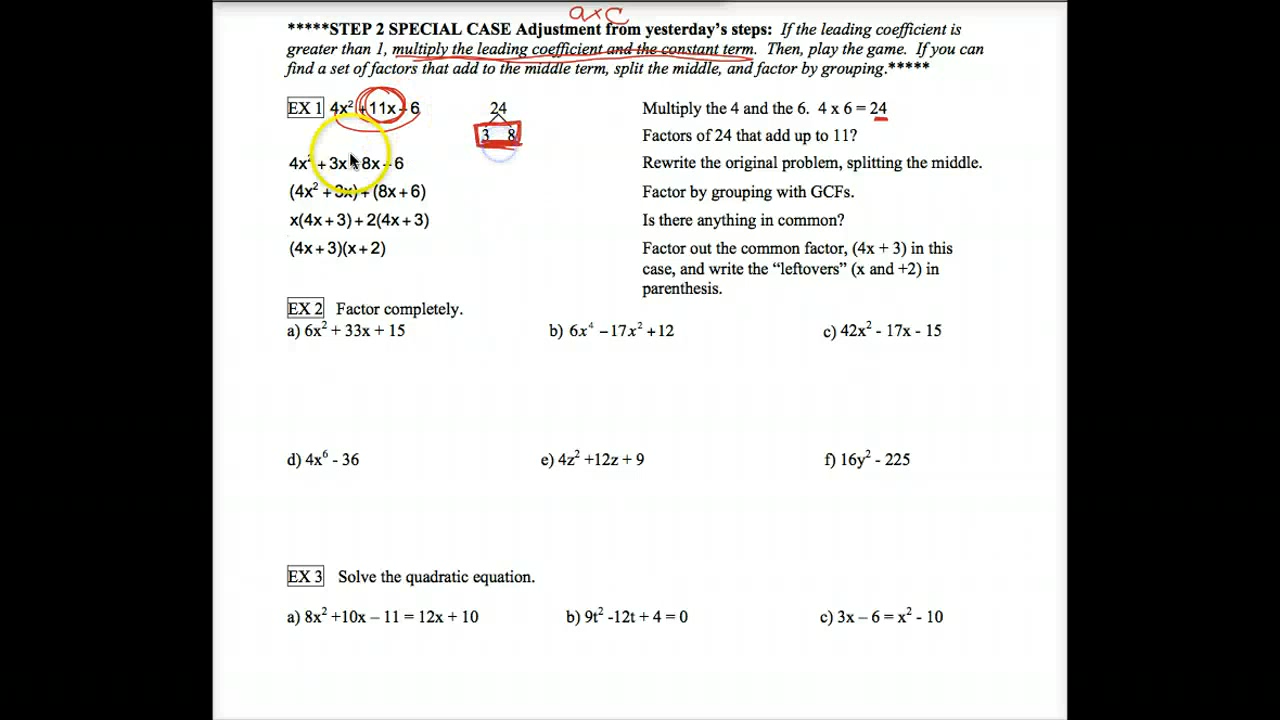 a×c
*****STEP 2 SPECIAL CASE Adjustment from yesterday's steps: If the leading coefficient is
greater than 1, multiply the leading coefficient and the constant term. Then, play the game. If you can
find a set of factors that add to the middle term, split the middle, and factor by grouping.*****
EX 1 4x² +11x + 6 24 Multiply the 4 and the 6. 4 x 6 = 24
3 8 Factors of 24 that add up to 11?
4x² + 3x + 8x + 6 Rewrite the original problem, splitting the middle.
(4x² + 3x) + (8x + 6) Factor by grouping with GCFs.
x(4x + 3) + 2(4x + 3) Is there anything in common?
(4x + 3)(x + 2) Factor out the common factor, (4x + 3) in this
case, and write the “leftovers” (x and +2) in
parenthesis.
EX 2 Factor completely.
a) 6x² + 33x + 15 b) 6x⁴ −17x² +12 c) 42x² - 17x - 15
d) 4x⁶ - 36 e) 4z² +12z + 9 f) 16y² - 225
EX 3 Solve the quadratic equation.
a) 8x² +10x – 11 = 12x + 10 b) 9t² -12t + 4 = 0 c) 3x – 6 = x² - 10